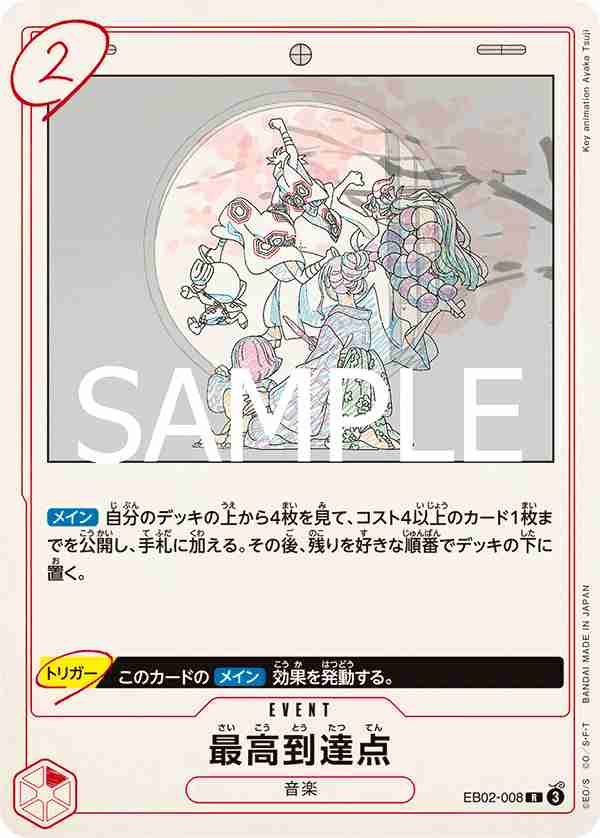 2
Key animation Ayaka Tsuji
SAMPLE
メイン 自分のデッキの上から4枚を見て、コスト4以上のカード1枚ま
でを公開し、手札に加える。その後、残りを好きな順番でデッキの下に
置く。
トリガー このカードの メイン 効果を発動する。
EVENT
最高到達点
音楽
EB02-008 R 3
©EO/S ©O/S・F・T BANDAI MADE IN JAPAN